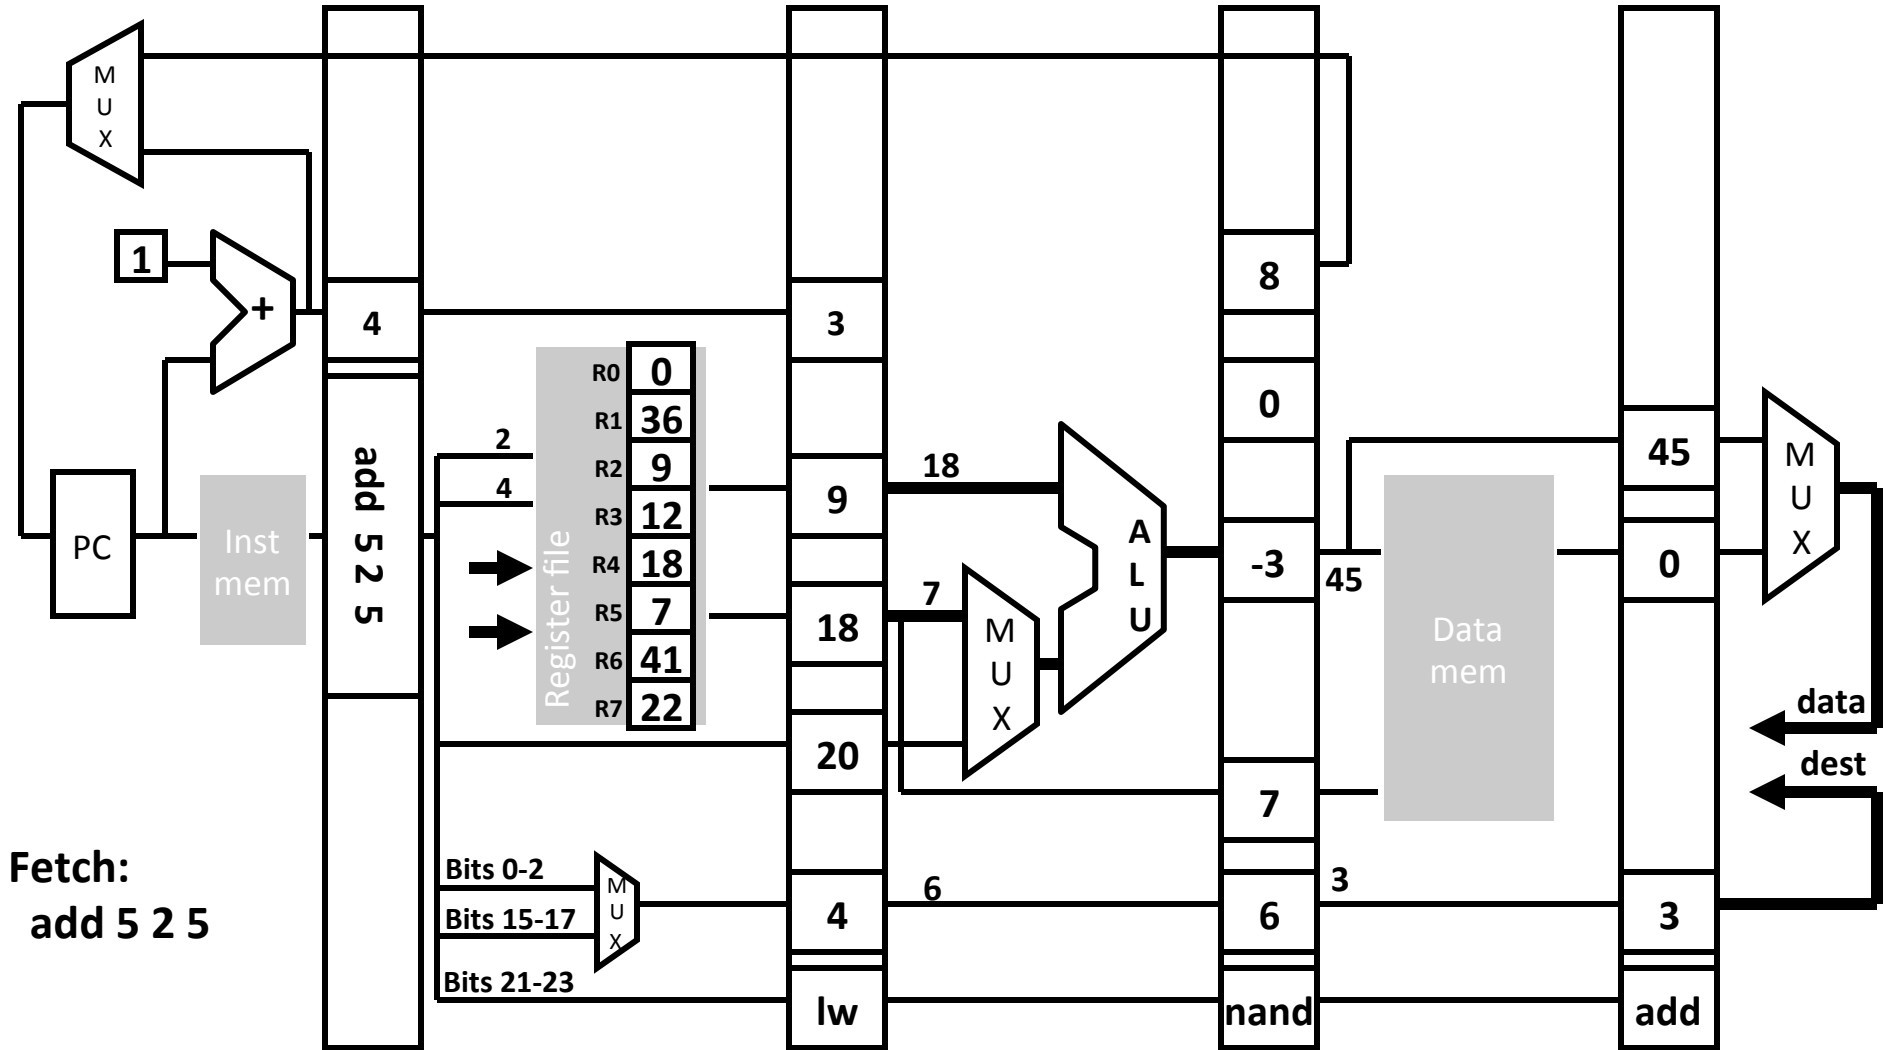 M
U
X
1
+
PC
Inst
mem
4
add 5 2 5
Fetch:
add 5 2 5
2
4
Register file
R0 0
R1 36
R2 9
R3 12
R4 18
R5 7
R6 41
R7 22
Bits 0-2
Bits 15-17
Bits 21-23
M
U
X
3
9
18
20
4
lw
18
7
6
M
U
X
A
L
U
8
0
-3
7
6
nand
45
3
Data
mem
45
0
3
add
M
U
X
data
dest